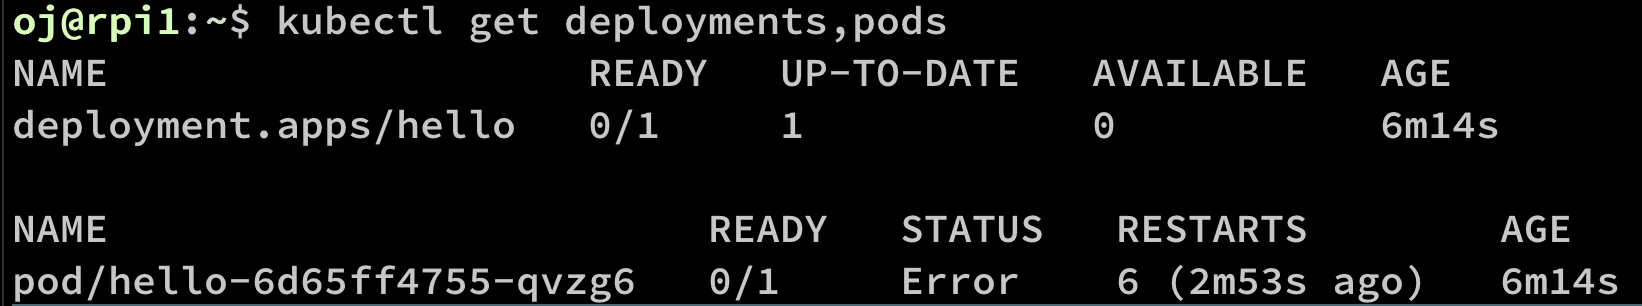 oj@rpi1:~$ kubectl get deployments,pods
NAME READY UP-TO-DATE AVAILABLE AGE
deployment.apps/hello 0/1 1 0 6m14s
NAME READY STATUS RESTARTS AGE
pod/hello-6d65ff4755-qvzg6 0/1 Error 6 (2m53s ago) 6m14s